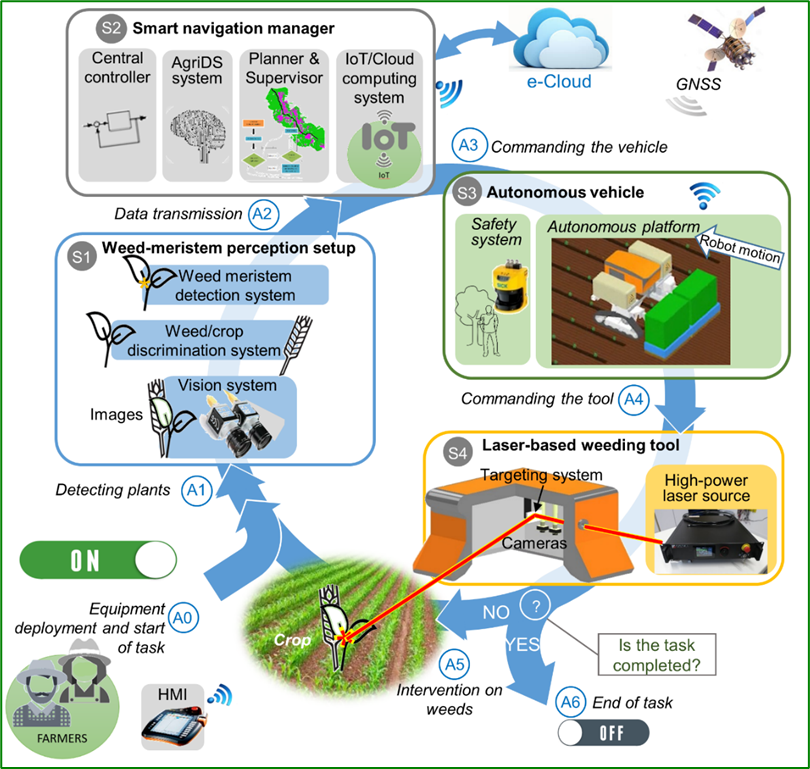 S2 Smart navigation manager
Central
controller
AgriDS
system
Planner &
Supervisor
IoT/Cloud
computing
system
IoT
IoT
e-Cloud
GNSS
A3 Commanding the vehicle
Data transmission A2
S3 Autonomous vehicle
Safety
system
Autonomous platform
Robot motion
S1 Weed-meristem perception setup
Weed meristem
detection system
Weed/crop
discrimination system
Vision system
Images
Commanding the tool A4
Detecting plants A1
S4 Laser-based weeding tool
Targeting system
Cameras
High-power
laser source
ON
Equipment
deployment and start
of task
A0
Crop
NO
?
YES
Is the task
completed?
A5
Intervention on
weeds
A6 End of task
OFF
FARMERS
HMI